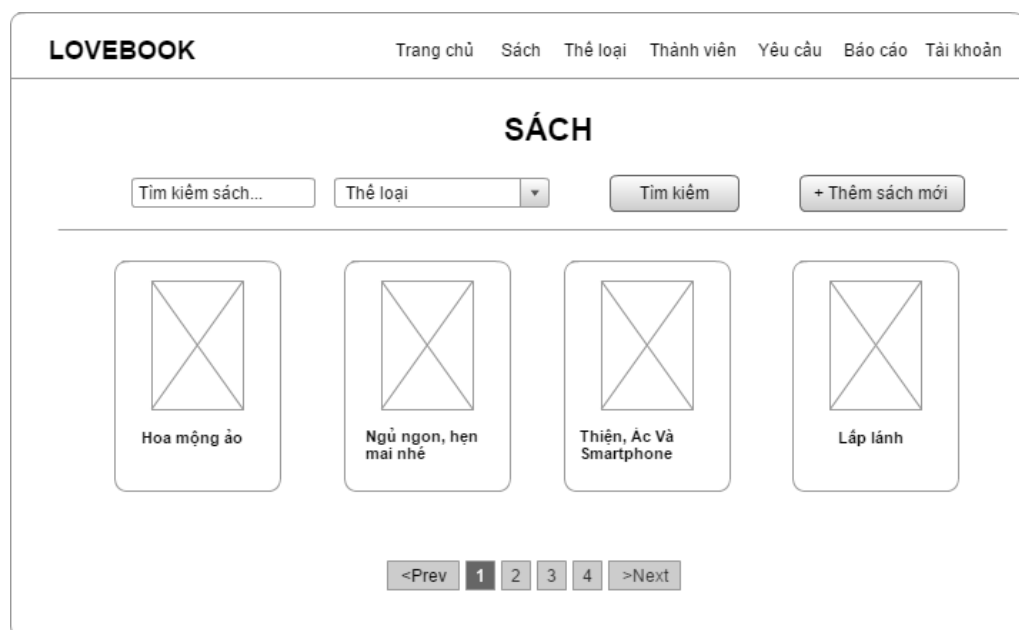 LOVEBOOK
Trang chủ Sách Thể loại Thành viên Yêu cầu Báo cáo Tài khoản
SÁCH
Tìm kiếm sách... Thể loại Tìm kiếm + Thêm sách mới
Hoa mộng ảo
Ngủ ngon, hẹn
mai nhé
Thiện, Ác Và
Smartphone
Lấp lánh
<Prev 1 2 3 4 >Next